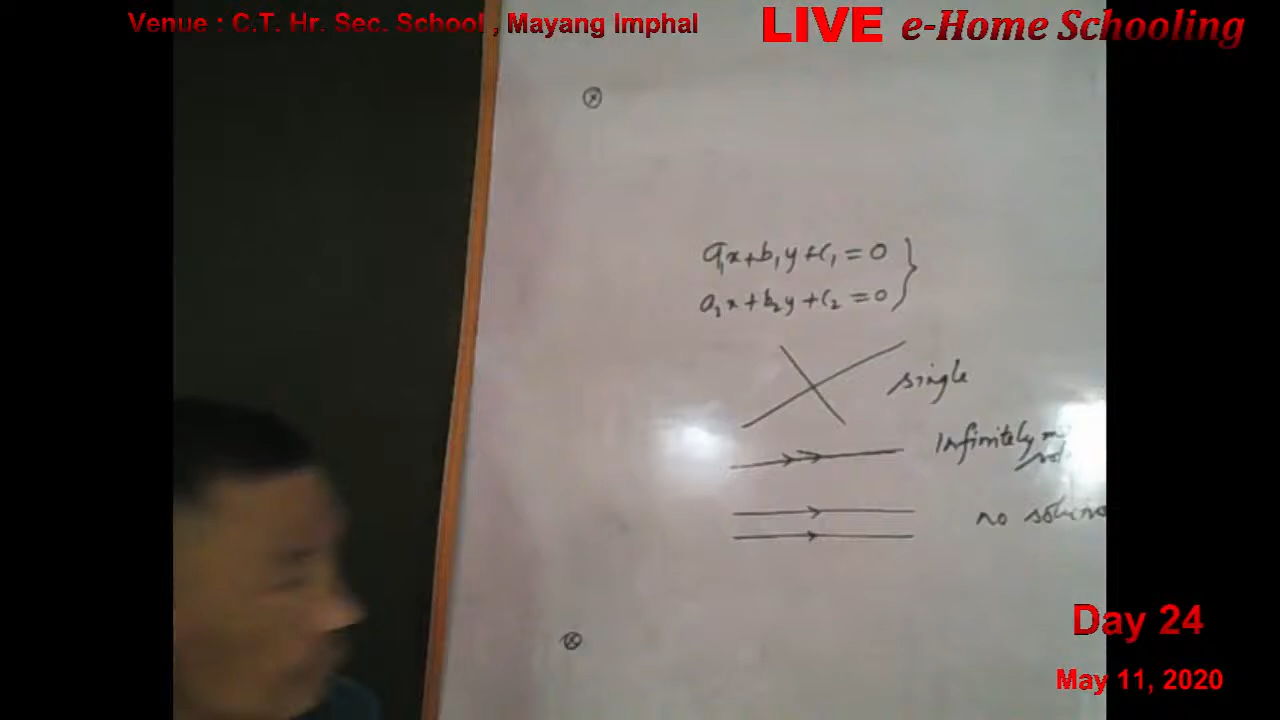 Venue : C.T. Hr. Sec. School , Mayang Imphal
LIVE e-Home Schooling
a₁x+b₁y+c₁=0
a₂x+b₂y+c₂=0
single
Infinitely
no
Day 24
May 11, 2020